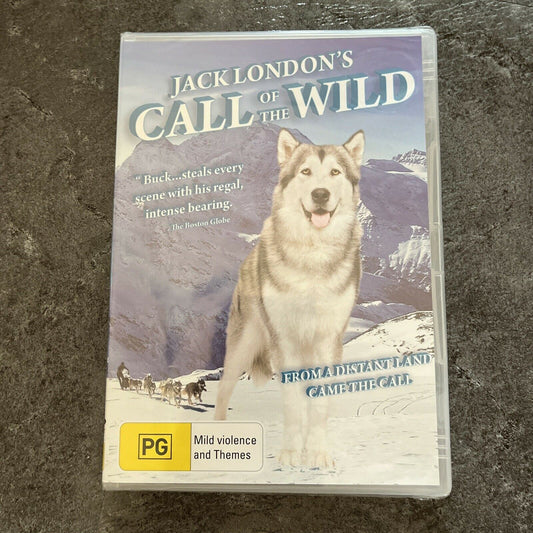 JACK LONDON'S
CALL OF THE WILD
"Buck...steals every
scene with his regal,
intense bearing.
- The Boston Globe
FROM A DISTANT LAND
CAME THE CALL
PG
Mild violence
and Themes